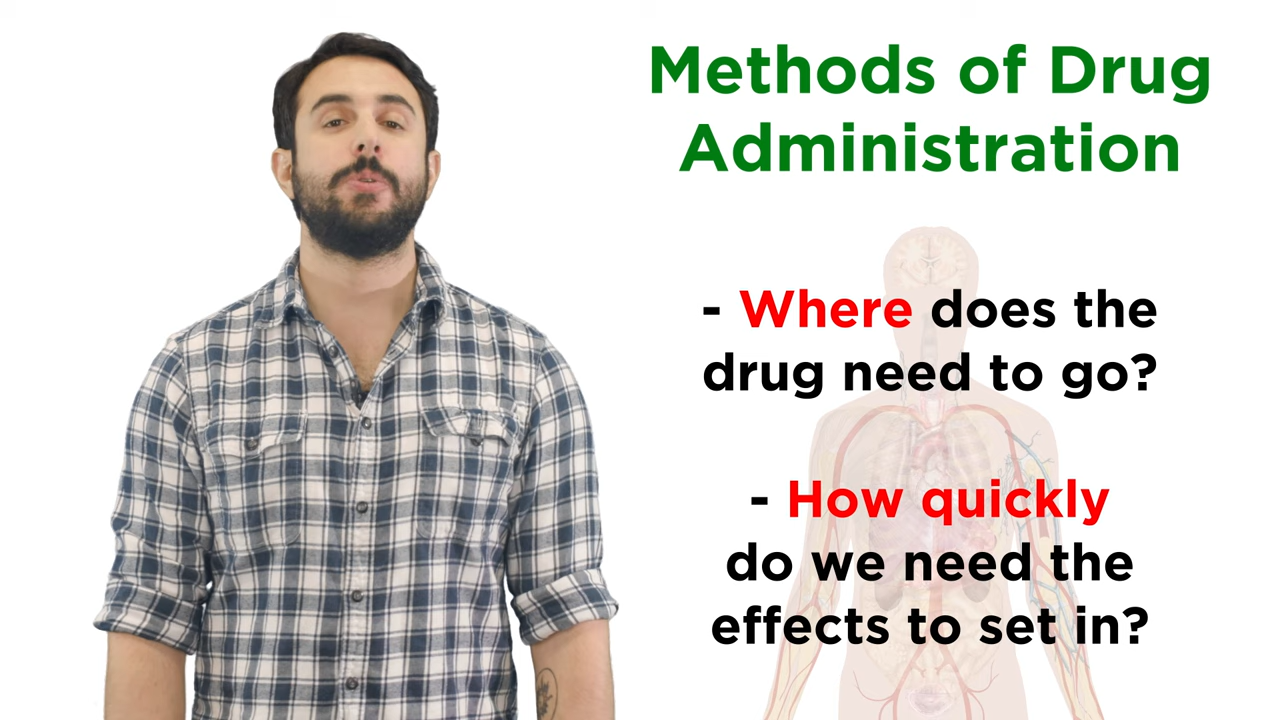 Methods of Drug
Administration
- Where does the
drug need to go?
- How quickly
do we need the
effects to set in?